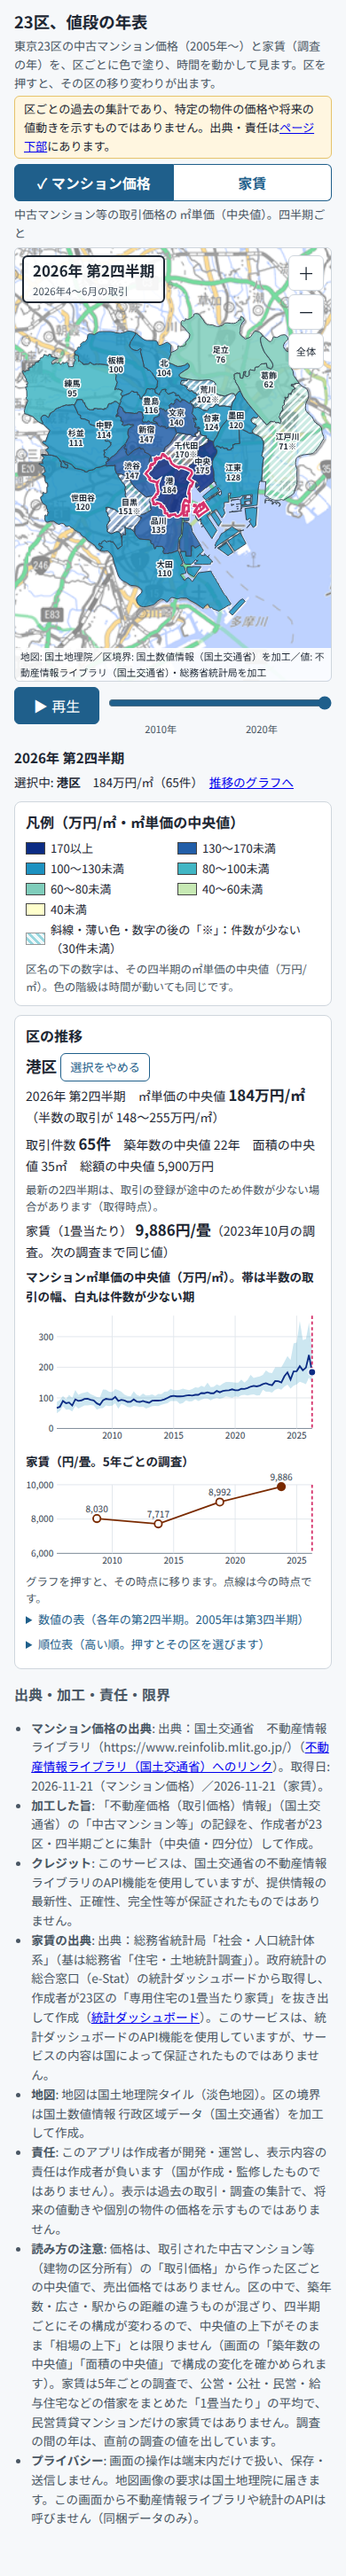 23区、値段の年表
東京23区の中古マンション価格（2005年〜）と家賃（調査
の年）を、区ごとに色で塗り、時間を動かして見ます。区を
押すと、その区の移り変わりが出ます。
区ごとの過去の集計であり、特定の物件の価格や将来の
値動きを示すものではありません。出典・責任はページ
下部にあります。
✓ マンション価格
家賃
中古マンション等の取引価格の ㎡単価（中央値）。四半期ご
と
2026年 第2四半期
2026年4〜6月の取引
＋
−
全体
足立
76
板橋
100
北
104
葛飾
62
練馬
95
荒川
102※
豊島
116
文京
140
台東
124
墨田
120
中野
114
新宿
147
杉並
111
江戸川
71※
千代田
170※
中央
175
渋谷
147
江東
128
港
184
世田谷
120
目黒
151※
品川
135
大田
110
E20
246
E83
多摩川
地図: 国土地理院／区境界: 国土数値情報（国土交通省）を加工／値: 不
動産情報ライブラリ（国土交通省）・総務省統計局を加工
▶ 再生
2010年
2020年
2026年 第2四半期
選択中: 港区　184万円/㎡（65件）　推移のグラフへ
凡例（万円/㎡・㎡単価の中央値）
170以上
130〜170未満
100〜130未満
80〜100未満
60〜80未満
40〜60未満
40未満
斜線・薄い色・数字の後の「※」：件数が少ない
（30件未満）
区名の下の数字は、その四半期の㎡単価の中央値（万円/
㎡）。色の階級は時間が動いても同じです。
区の推移
港区 選択をやめる
2026年 第2四半期　㎡単価の中央値 184万円/㎡
（半数の取引が 148〜255万円/㎡）
取引件数 65件　築年数の中央値 22年　面積の中央
値 35㎡　総額の中央値 5,900万円
最新の2四半期は、取引の登録が途中のため件数が少ない場
合があります（取得時点）。
家賃（1畳当たり） 9,886円/畳（2023年10月の調
査。次の調査まで同じ値）
マンション㎡単価の中央値（万円/㎡）。帯は半数の取
引の幅、白丸は件数が少ない期
300
200
100
0
2010
2015
2020
2025
家賃（円/畳。5年ごとの調査）
10,000
8,000
6,000
8,030
7,717
8,992
9,886
2010
2015
2020
2025
グラフを押すと、その時点に移ります。点線は今の時点で
す。
▶ 数値の表（各年の第2四半期。2005年は第3四半期）
▶ 順位表（高い順。押すとその区を選びます）
出典・加工・責任・限界
• マンション価格の出典: 出典：国土交通省　不動産情報
ライブラリ（https://www.reinfolib.mlit.go.jp/）（不動
産情報ライブラリ（国土交通省）へのリンク）。取得日:
2026-11-21（マンション価格）／2026-11-21（家賃）。
• 加工した旨: 「不動産価格（取引価格）情報」（国土交
通省）の「中古マンション等」の記録を、作成者が23
区・四半期ごとに集計（中央値・四分位）して作成。
• クレジット: このサービスは、国土交通省の不動産情報
ライブラリのAPI機能を使用していますが、提供情報の
最新性、正確性、完全性等が保証されたものではあり
ません。
• 家賃の出典: 出典：総務省統計局「社会・人口統計体
系」（基は総務省「住宅・土地統計調査」）。政府統計の
総合窓口（e-Stat）の統計ダッシュボードから取得し、
作成者が23区の「専用住宅の1畳当たり家賃」を抜き出
して作成（統計ダッシュボード）。このサービスは、統
計ダッシュボードのAPI機能を使用していますが、サー
ビスの内容は国によって保証されたものではありませ
ん。
• 地図: 地図は国土地理院タイル（淡色地図）。区の境界
は国土数値情報 行政区域データ（国土交通省）を加工
して作成。
• 責任: このアプリは作成者が開発・運営し、表示内容の
責任は作成者が負います（国が作成・監修したもので
はありません）。表示は過去の取引・調査の集計で、将
来の値動きや個別の物件の価格を示すものではありま
せん。
• 読み方の注意: 価格は、取引された中古マンション等
（建物の区分所有）の「取引価格」から作った区ごと
の中央値で、売出価格ではありません。区の中で、築年
数・広さ・駅からの距離の違うものが混ざり、四半期
ごとにその構成が変わるので、中央値の上下がそのま
ま「相場の上下」とは限りません（画面の「築年数の
中央値」「面積の中央値」で構成の変化を確かめられま
す）。家賃は5年ごとの調査で、公営・公社・民営・給
与住宅などの借家をまとめた「1畳当たり」の平均で、
民営賃貸マンションだけの家賃ではありません。調査
の間の年は、直前の調査の値を出しています。
• プライバシー: 画面の操作は端末内だけで扱い、保存・
送信しません。地図画像の要求は国土地理院に届きま
す。この画面から不動産情報ライブラリや統計のAPIは
呼びません（同梱データのみ）。